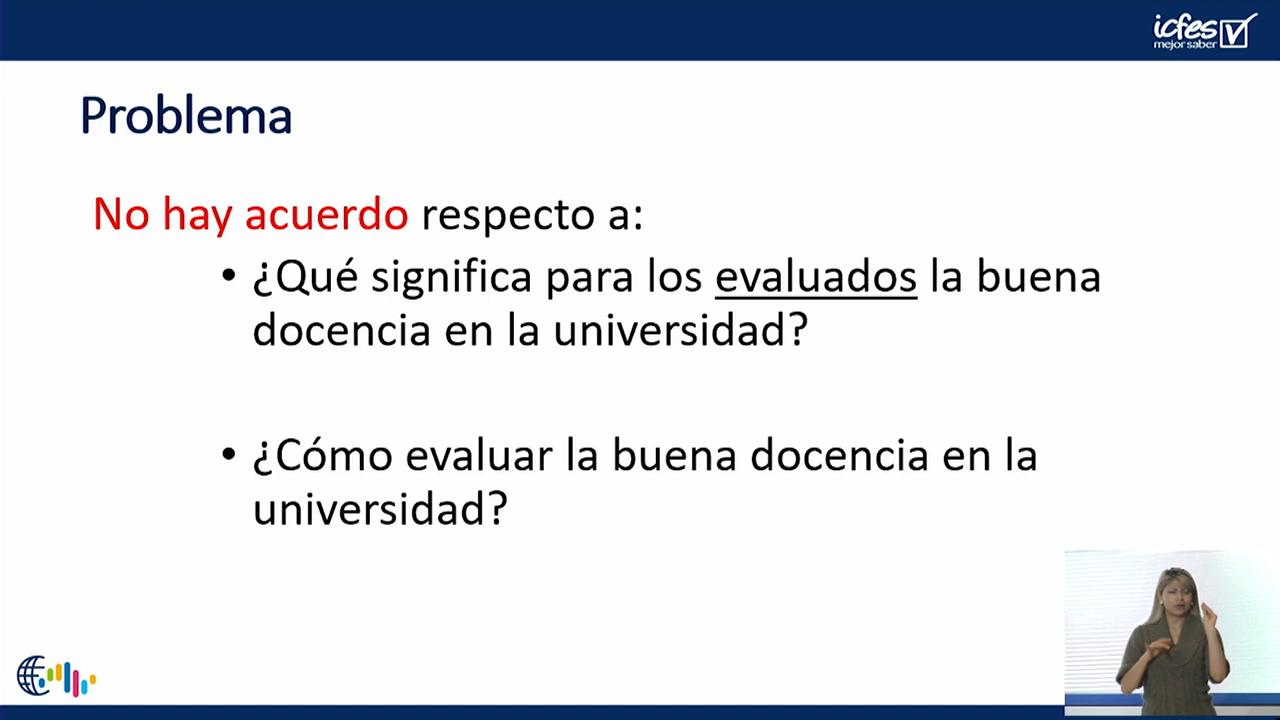 icfes
mejor saber
Problema
No hay acuerdo respecto a:
• ¿Qué significa para los evaluados la buena
docencia en la universidad?
• ¿Cómo evaluar la buena docencia en la
universidad?